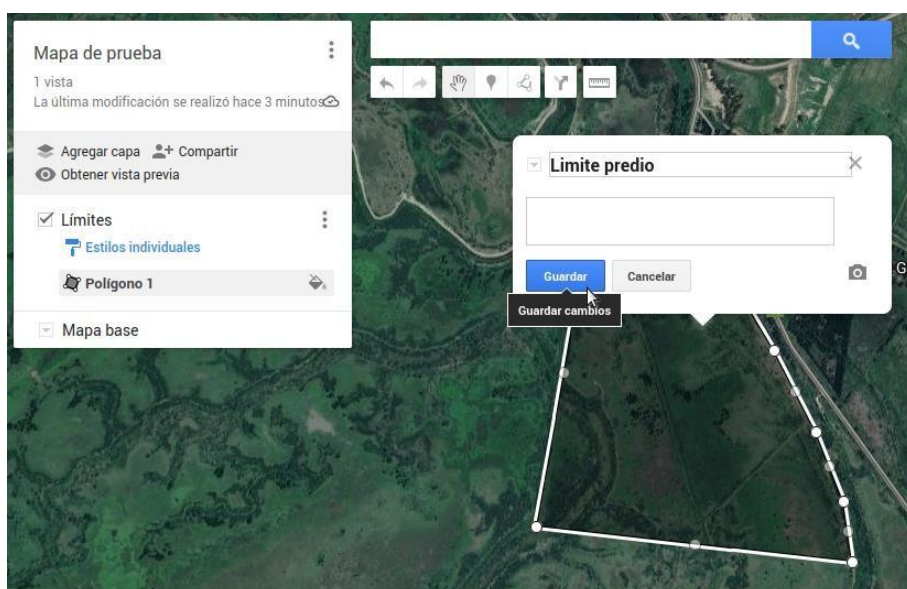 Mapa de prueba
1 vista
La última modificación se realizó hace 3 minutos
Agregar capa Compartir
Obtener vista previa
Límites
Estilos individuales
Polígono 1
Mapa base
Limite predio
Guardar Cancelar
Guardar cambios
G